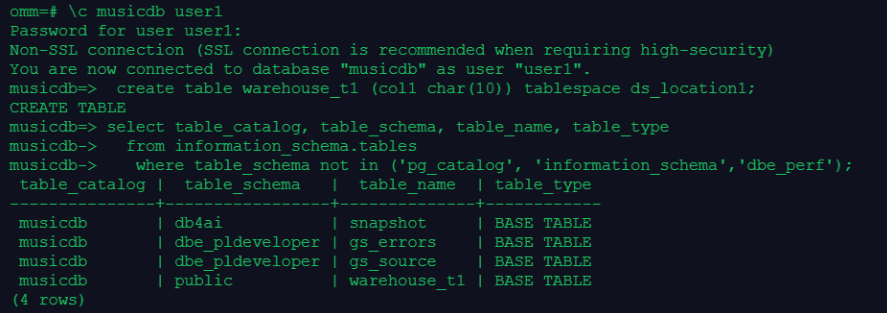 omm=# \c musicdb user1
Password for user user1:
Non-SSL connection (SSL connection is recommended when requiring high-security)
You are now connected to database "musicdb" as user "user1".
musicdb=>  create table warehouse_t1 (col1 char(10)) tablespace ds_location1;
CREATE TABLE
musicdb=> select table_catalog, table_schema, table_name, table_type
musicdb->   from information_schema.tables
musicdb->    where table_schema not in ('pg_catalog', 'information_schema','dbe_perf');
 table_catalog |  table_schema   |  table_name  | table_type
---------------+-----------------+--------------+------------
 musicdb       | db4ai           | snapshot     | BASE TABLE
 musicdb       | dbe_pldeveloper | gs_errors    | BASE TABLE
 musicdb       | dbe_pldeveloper | gs_source    | BASE TABLE
 musicdb       | public          | warehouse_t1 | BASE TABLE
(4 rows)